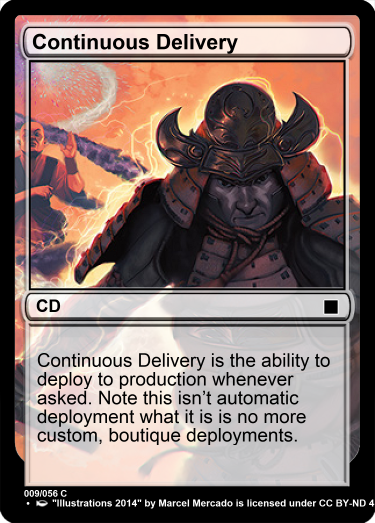 Continuous Delivery
CD
Continuous Delivery is the ability to
deploy to production whenever
asked. Note this isn't automatic
deployment what it is is no more
custom, boutique deployments.
009/056 C
• "Illustrations 2014" by Marcel Mercado is licensed under CC BY-ND 4